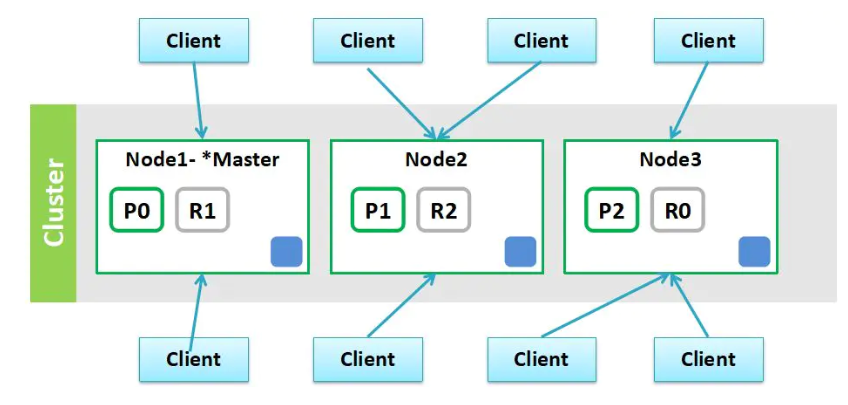 Client
Client
Client
Client
Cluster
Node1- *Master
P0 R1
Node2
P1 R2
Node3
P2 R0
Client
Client
Client
Client